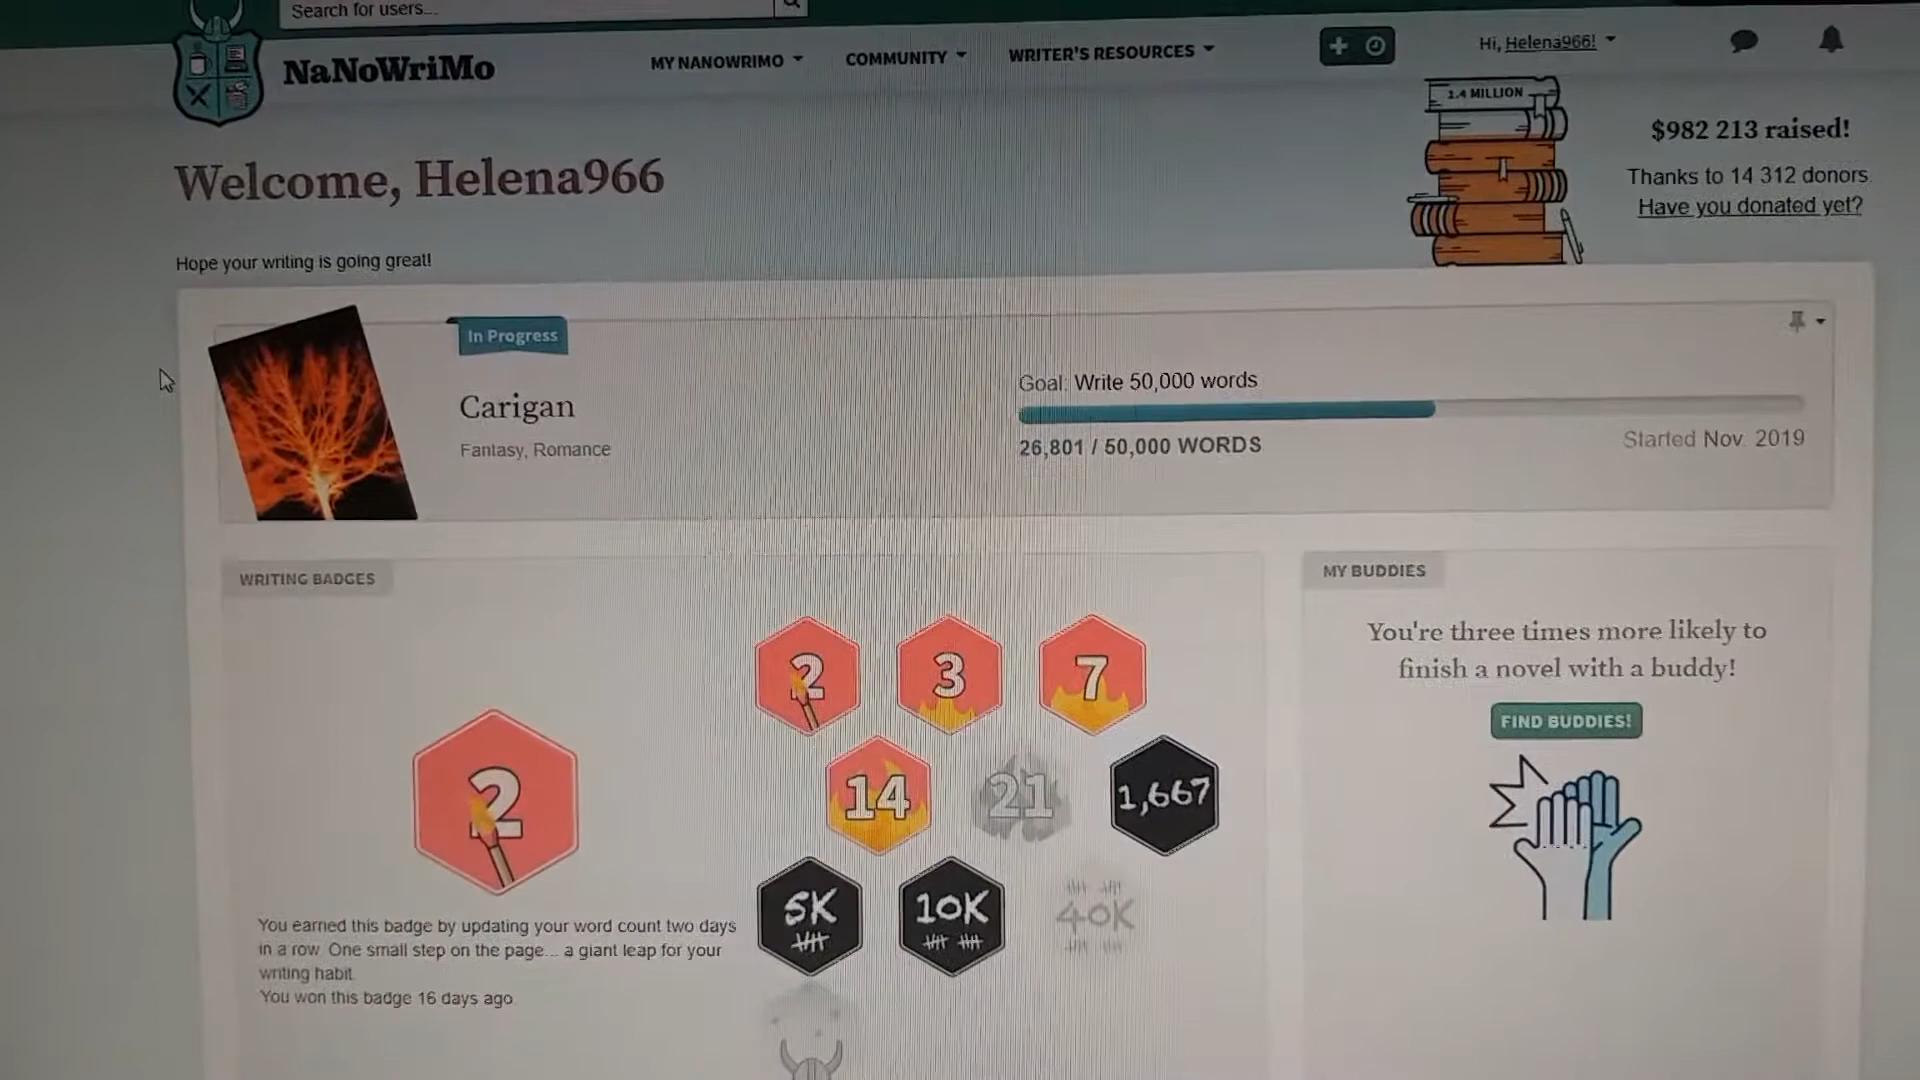 Search for users...
NaNoWriMo
MY NANOWRIMO
COMMUNITY
WRITER'S RESOURCES
Hi, Helena966!
1.4 MILLION
$982 213 raised!
Thanks to 14 312 donors.
Have you donated yet?
Welcome, Helena966
Hope your writing is going great!
In Progress
Carigan
Fantasy, Romance
Goal: Write 50,000 words
26,801 / 50,000 WORDS
Started Nov. 2019
WRITING BADGES
2
3
7
14
21
1,667
5K
10K
40K
2
You earned this badge by updating your word count two days
in a row. One small step on the page... a giant leap for your
writing habit.
You won this badge 16 days ago.
MY BUDDIES
You're three times more likely to
finish a novel with a buddy!
FIND BUDDIES!